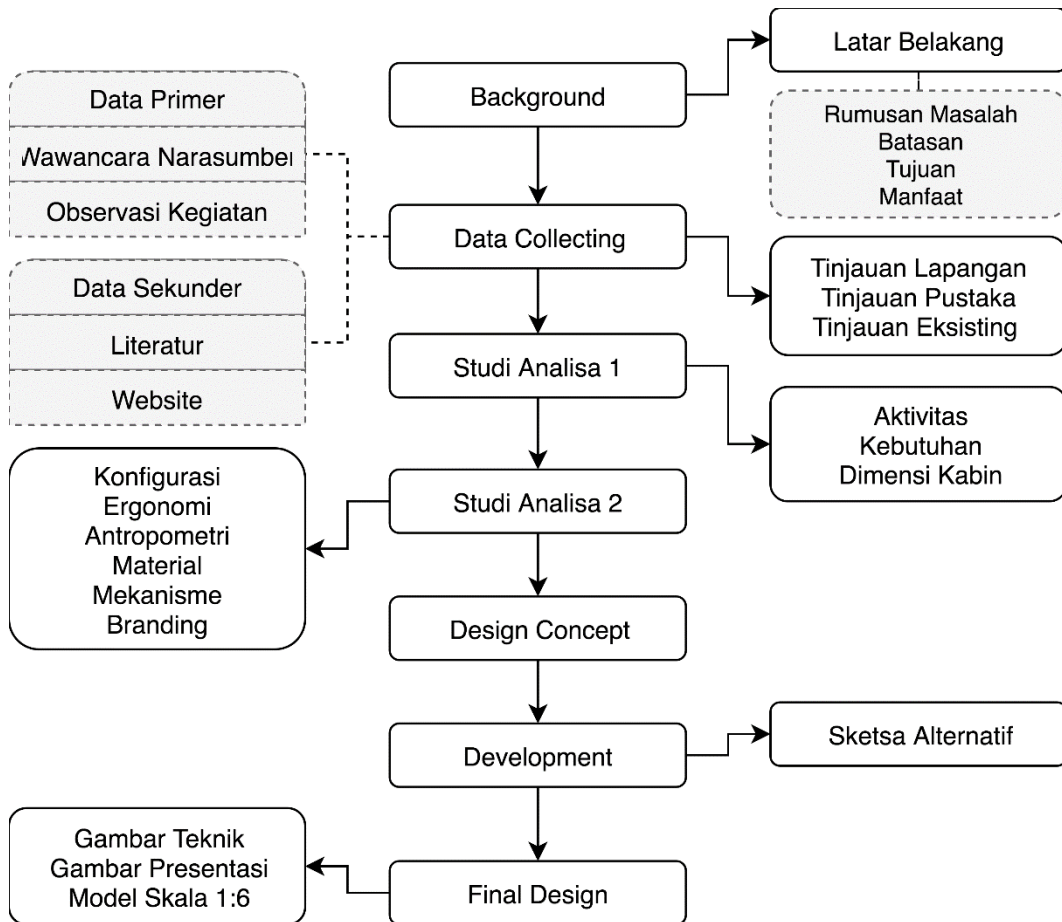 Latar Belakang
Background
Data Primer
Wawancara Narasumber
Observasi Kegiatan
Rumusan Masalah
Batasan
Tujuan
Manfaat
Data Collecting
Data Sekunder
Literatur
Website
Tinjauan Lapangan
Tinjauan Pustaka
Tinjauan Eksisting
Studi Analisa 1
Aktivitas
Kebutuhan
Dimensi Kabin
Studi Analisa 2
Konfigurasi
Ergonomi
Antropometri
Material
Mekanisme
Branding
Design Concept
Development
Sketsa Alternatif
Gambar Teknik
Gambar Presentasi
Model Skala 1:6
Final Design